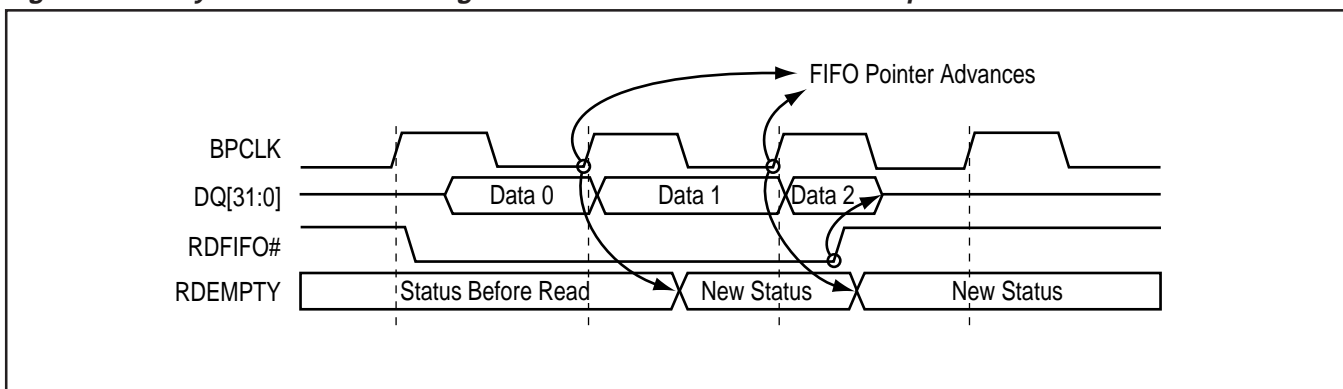 FIFO Pointer Advances
BPCLK
DQ[31:0] Data 0 Data 1 Data 2
RDFIFO#
RDEMPTY Status Before Read New Status New Status